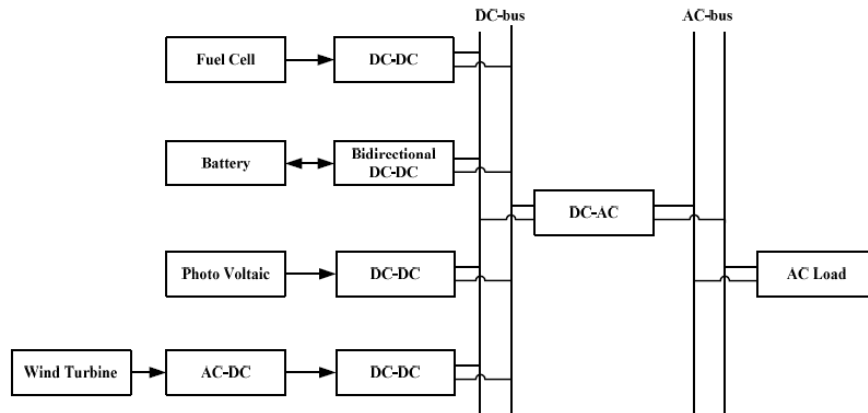 DC-bus
AC-bus
Fuel Cell
DC-DC
Battery
Bidirectional
DC-DC
DC-AC
Photo Voltaic
DC-DC
AC Load
Wind Turbine
AC-DC
DC-DC